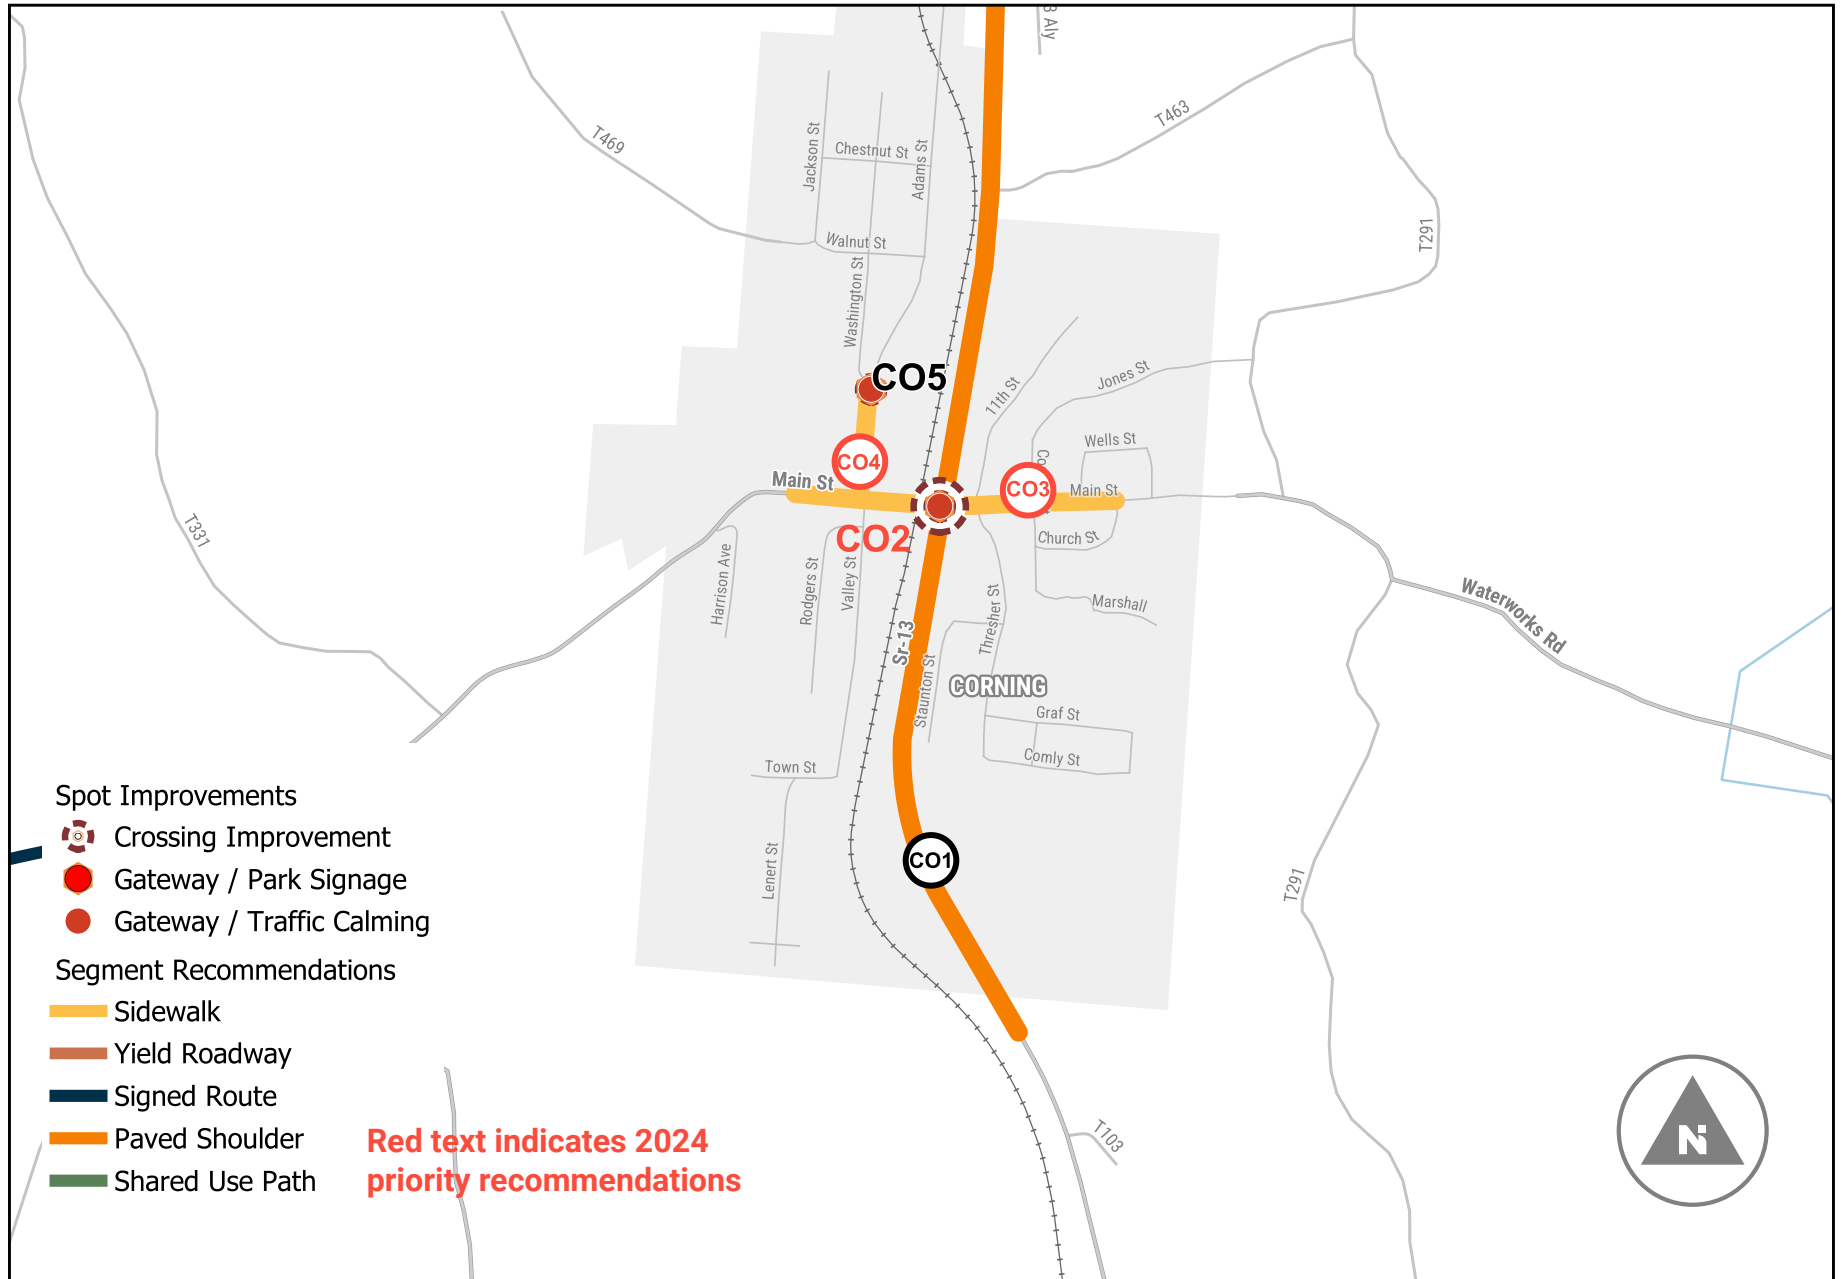 B Aly
T463
T469
Jackson St
Chestnut St
Adams St
T291
Walnut St
Washington St
CO5
11th St
Jones St
Wells St
CO4
Co
CO3
Main St
Main St
CO2
Church St
T331
Harrison Ave
Rodgers St
Valley St
Thresher St
Marshall
Waterworks Rd
Sr-13
Staunton St
CORNING
Graf St
Comly St
Town St
Lenert St
CO1
T291
T103
Spot Improvements
Crossing Improvement
Gateway / Park Signage
Gateway / Traffic Calming
Segment Recommendations
Sidewalk
Yield Roadway
Signed Route
Paved Shoulder
Shared Use Path
Red text indicates 2024
priority recommendations
N